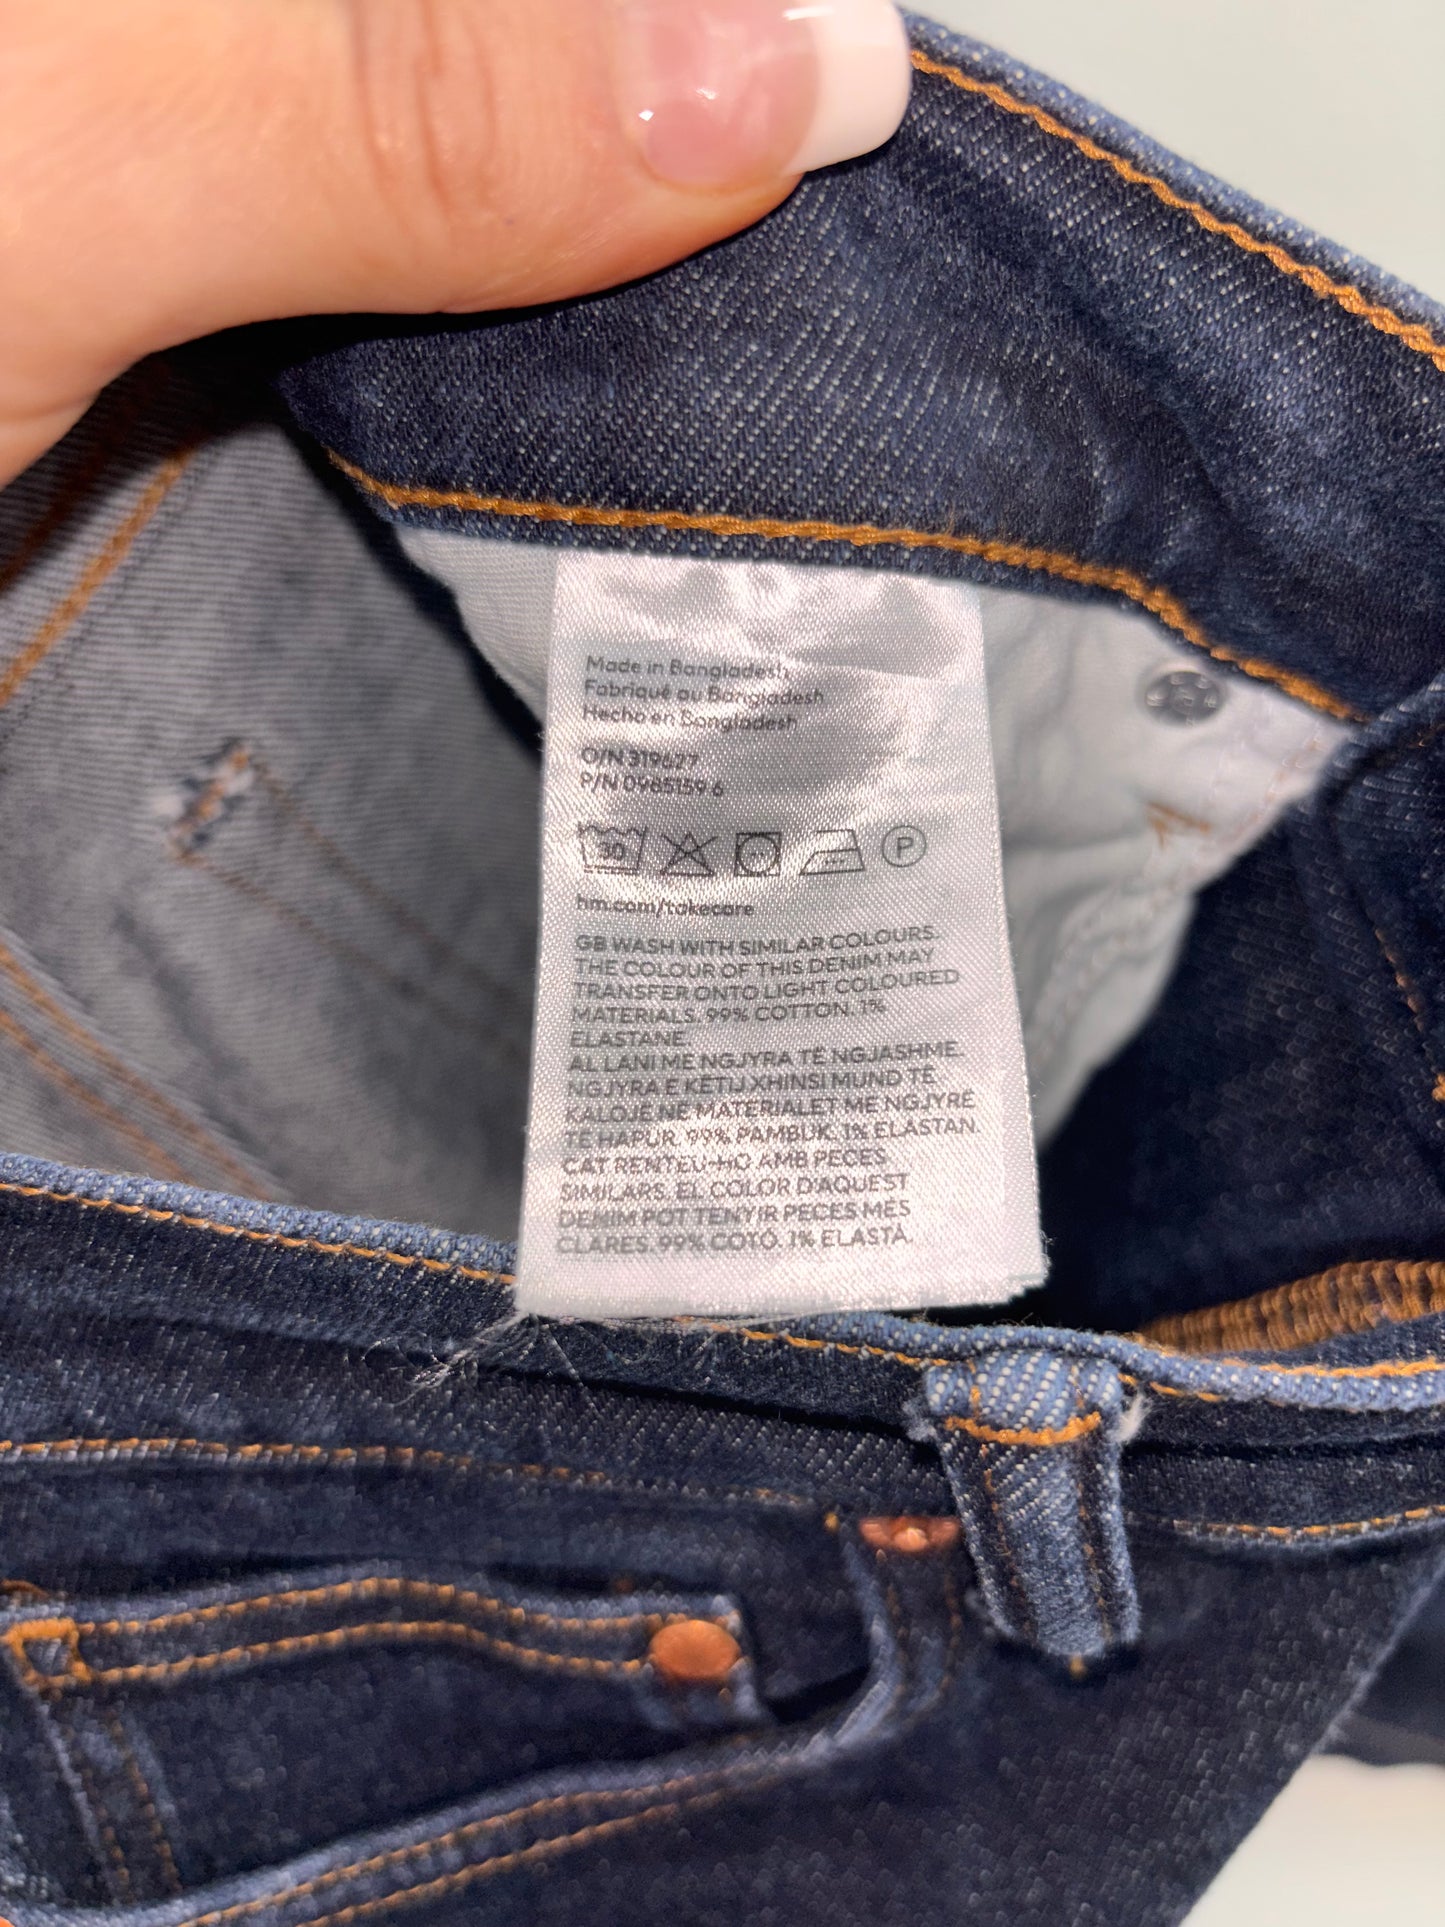 Made in Bangladesh
Fabriqué au Bangladesh
Hecho en Bangladesh
O/N 319627
P/N 0985159 6
30
P
hm.com/takecare
GB WASH WITH SIMILAR COLOURS.
THE COLOUR OF THIS DENIM MAY
TRANSFER ONTO LIGHT COLOURED
MATERIALS. 99% COTTON. 1%
ELASTANE.
AL LANI ME NGJYRA TË NGJASHME.
NGJYRA E KËTIJ XHINSI MUND TË
KALOJË NË MATERIALET ME NGJYRË
TË HAPUR. 99% PAMBUK. 1% ELASTAN.
CAT RENTEU-HO AMB PECES
SIMILARS. EL COLOR D'AQUEST
DENIM POT TENYIR PECES MÉS
CLARES. 99% COTÓ. 1% ELASTÀ.